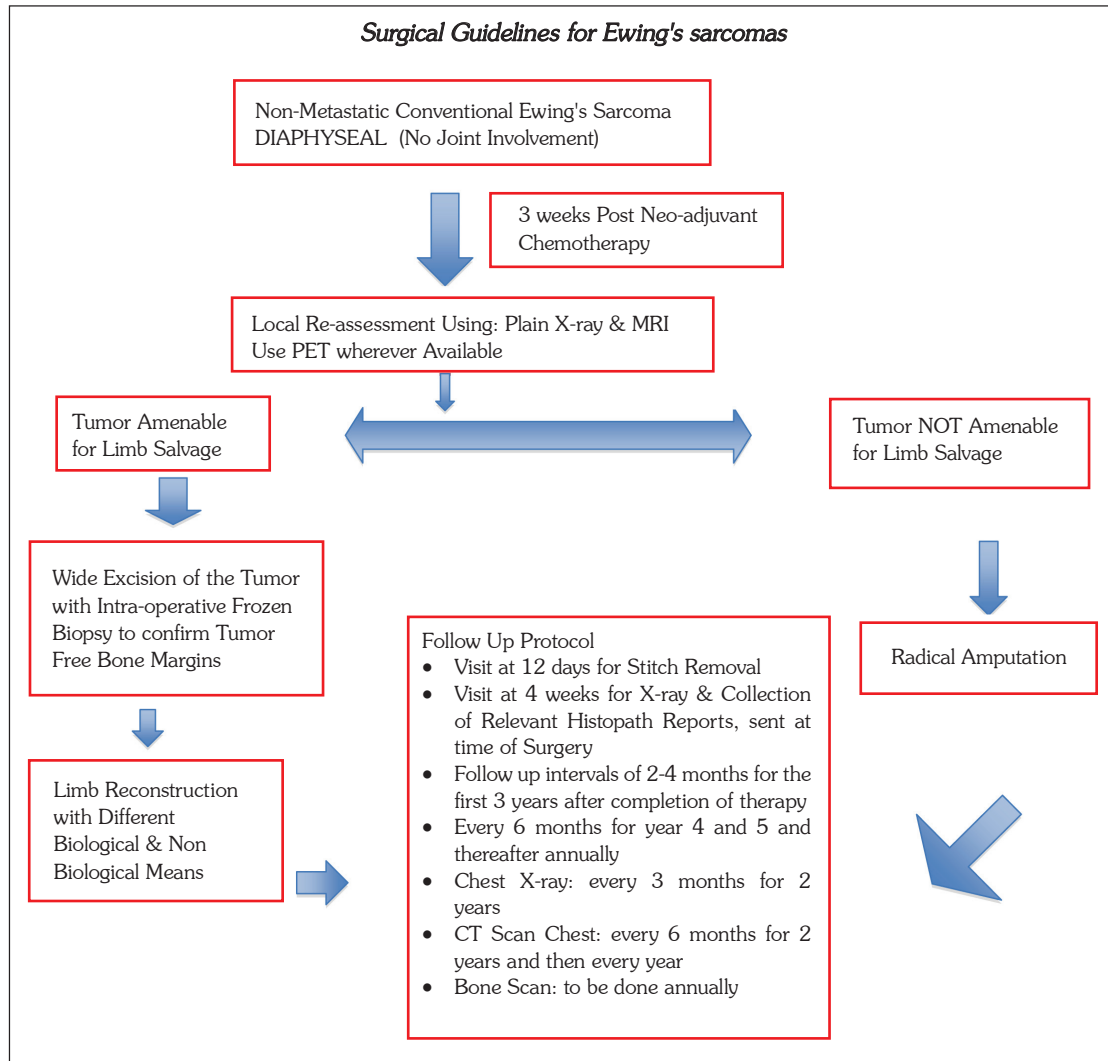 Surgical Guidelines for Ewing's sarcomas
Non-Metastatic Conventional Ewing's Sarcoma
DIAPHYSEAL (No Joint Involvement)
3 weeks Post Neo-adjuvant
Chemotherapy
Local Re-assessment Using: Plain X-ray & MRI
Use PET wherever Available
Tumor Amenable
for Limb Salvage
Tumor NOT Amenable
for Limb Salvage
Wide Excision of the Tumor
with Intra-operative Frozen
Biopsy to confirm Tumor
Free Bone Margins
Radical Amputation
Limb Reconstruction
with Different
Biological & Non
Biological Means
Follow Up Protocol
• Visit at 12 days for Stitch Removal
• Visit at 4 weeks for X-ray & Collection
of Relevant Histopath Reports, sent at
time of Surgery
• Follow up intervals of 2-4 months for the
first 3 years after completion of therapy
• Every 6 months for year 4 and 5 and
thereafter annually
• Chest X-ray: every 3 months for 2
years
• CT Scan Chest: every 6 months for 2
years and then every year
• Bone Scan: to be done annually